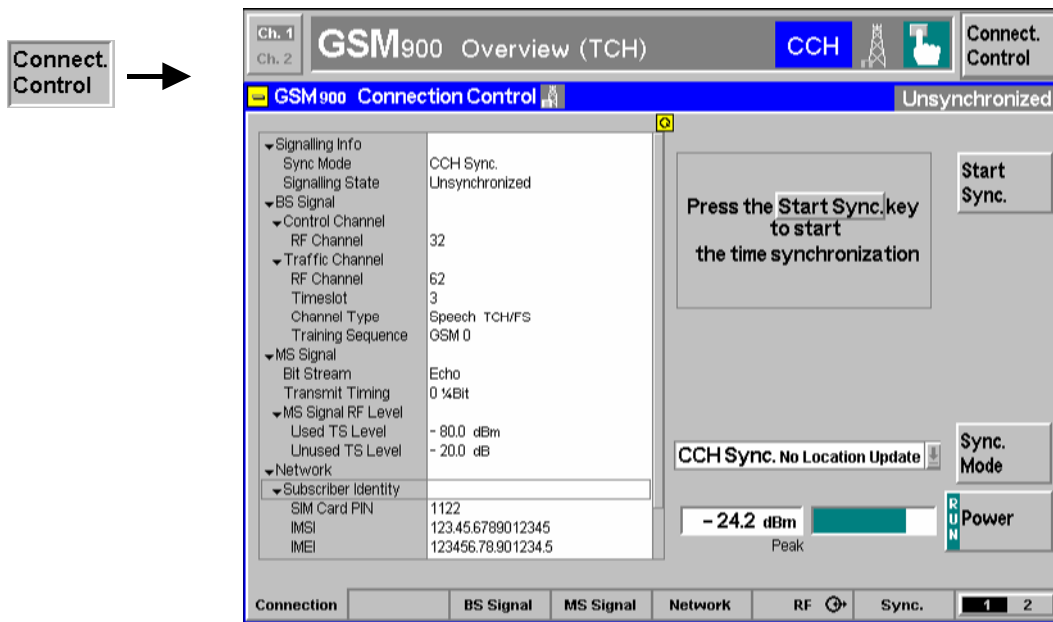 Connect.
Control
Ch. 1
Ch. 2
GSM900 Overview (TCH)
CCH
Connect.
Control
GSM900 Connection Control
Unsynchronized
Signalling Info
Sync Mode CCH Sync.
Signalling State Unsynchronized
BS Signal
Control Channel
RF Channel 32
Traffic Channel
RF Channel 62
Timeslot 3
Channel Type Speech TCH/FS
Training Sequence GSM 0
MS Signal
Bit Stream Echo
Transmit Timing 0 ¼Bit
MS Signal RF Level
Used TS Level - 80.0 dBm
Unused TS Level - 20.0 dB
Network
Subscriber Identity
SIM Card PIN 1122
IMSI 123.45.6789012345
IMEI 123456.78.901234.5
Press the Start Sync. key
to start
the time synchronization
Start
Sync.
CCH Sync. No Location Update
Sync.
Mode
- 24.2 dBm
Peak
RUN
Power
Connection BS Signal MS Signal Network RF Sync. 1 2